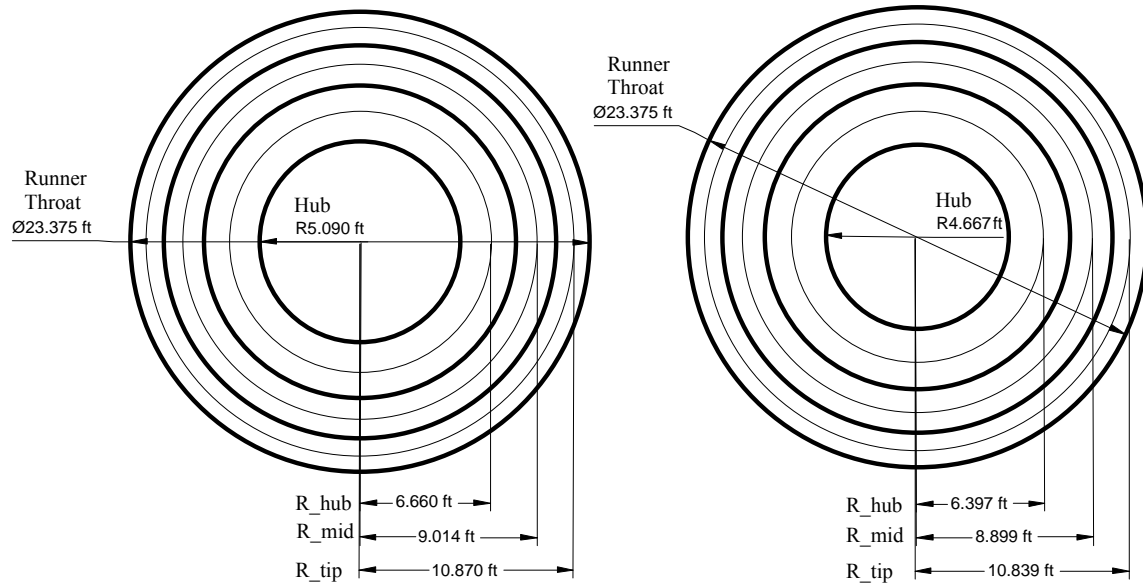 Runner
Throat
Ø23.375 ft
Hub
R5.090 ft
R_hub
6.660 ft
R_mid
9.014 ft
R_tip
10.870 ft
Runner
Throat
Ø23.375 ft
Hub
R4.667 ft
R_hub
6.397 ft
R_mid
8.899 ft
R_tip
10.839 ft